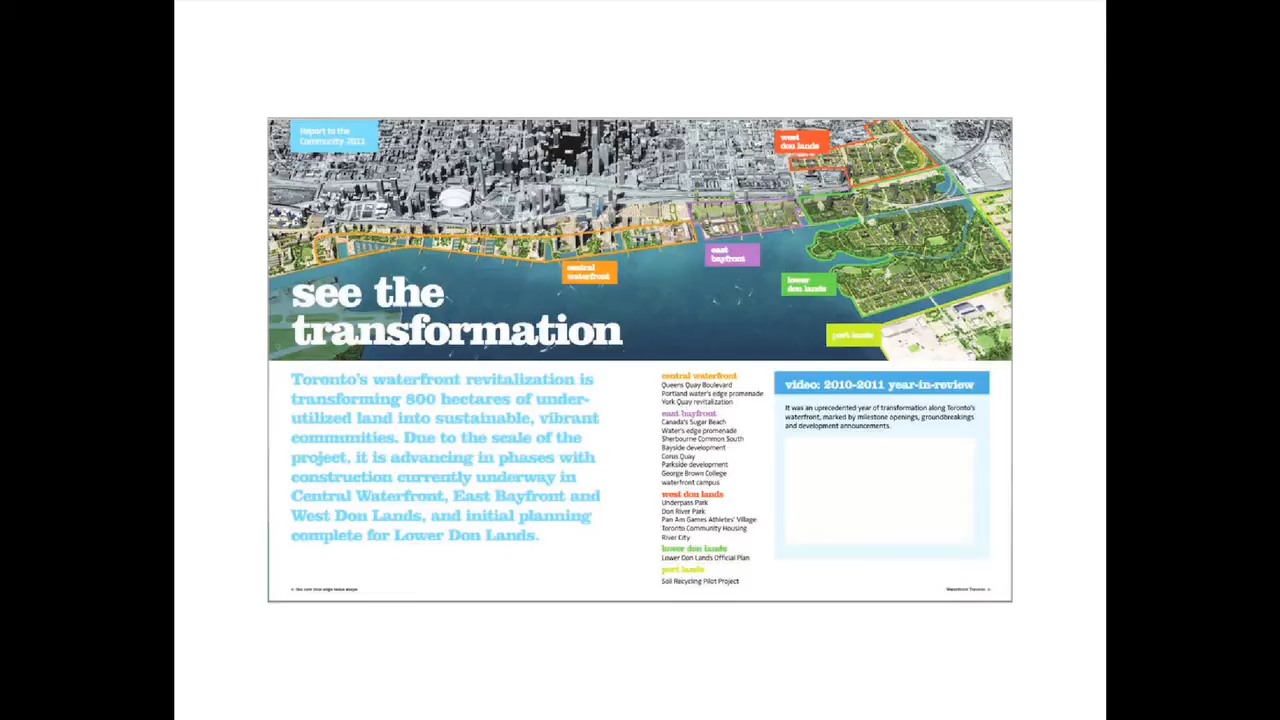 Report to the
Community 2011
west
don lands
east
bayfront
central
waterfront
lower
don lands
port lands
see the
transformation
Toronto's waterfront revitalization is
transforming 800 hectares of under-
utilized land into sustainable, vibrant
communities. Due to the scale of the
project, it is advancing in phases with
construction currently underway in
Central Waterfront, East Bayfront and
West Don Lands, and initial planning
complete for Lower Don Lands.
central waterfront
Queens Quay Boulevard
Portland water's edge promenade
York Quay revitalization
east bayfront
Canada's Sugar Beach
Water's edge promenade
Sherbourne Common South
Bayside development
Corus Quay
Parkside development
George Brown College
waterfront campus
west don lands
Underpass Park
Don River Park
Pan Am Games Athletes' Village
Toronto Community Housing
River City
lower don lands
Lower Don Lands Official Plan
port lands
Soil Recycling Pilot Project
video: 2010-2011 year-in-review
It was an uprecedented year of transformation along Toronto's
waterfront, marked by milestone openings, groundbreakings
and development announcements.
Waterfront Toronto